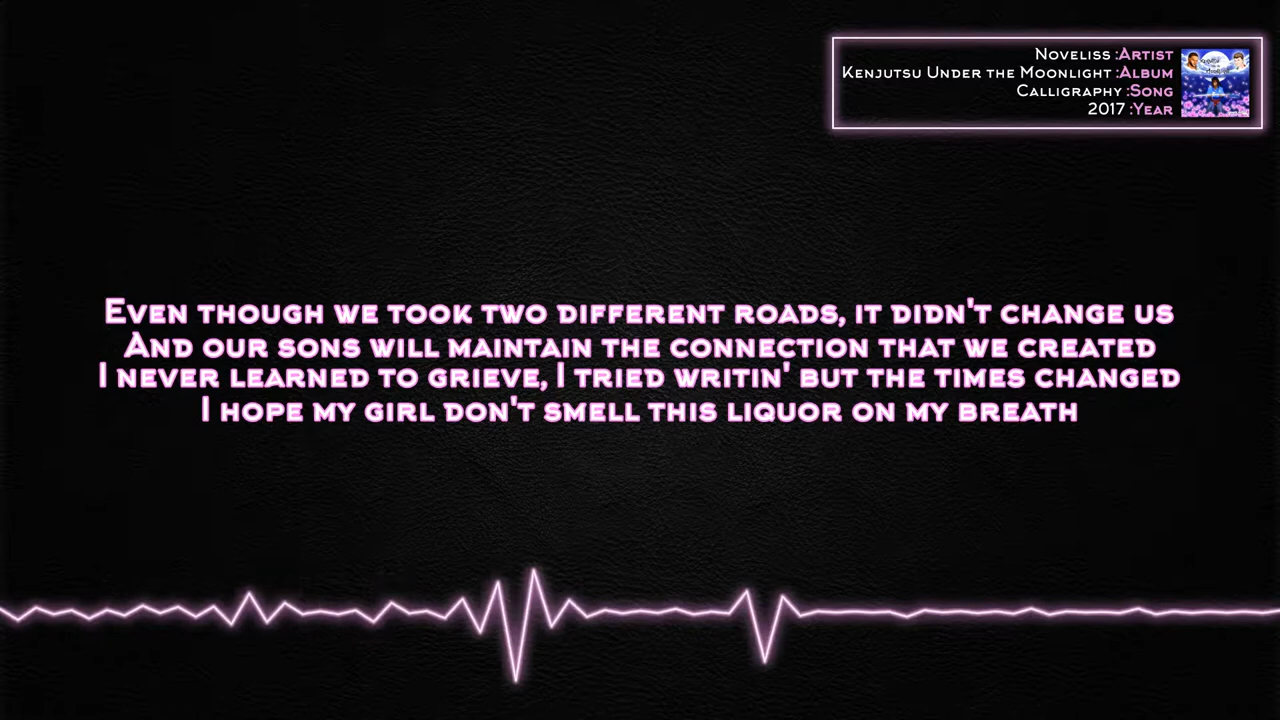 Noveliss :Artist
Kenjutsu Under the Moonlight :Album
Calligraphy :Song
2017 :Year
Even though we took two different roads, it didn't change us
And our sons will maintain the connection that we created
I never learned to grieve, I tried writin' but the times changed
I hope my girl don't smell this liquor on my breath